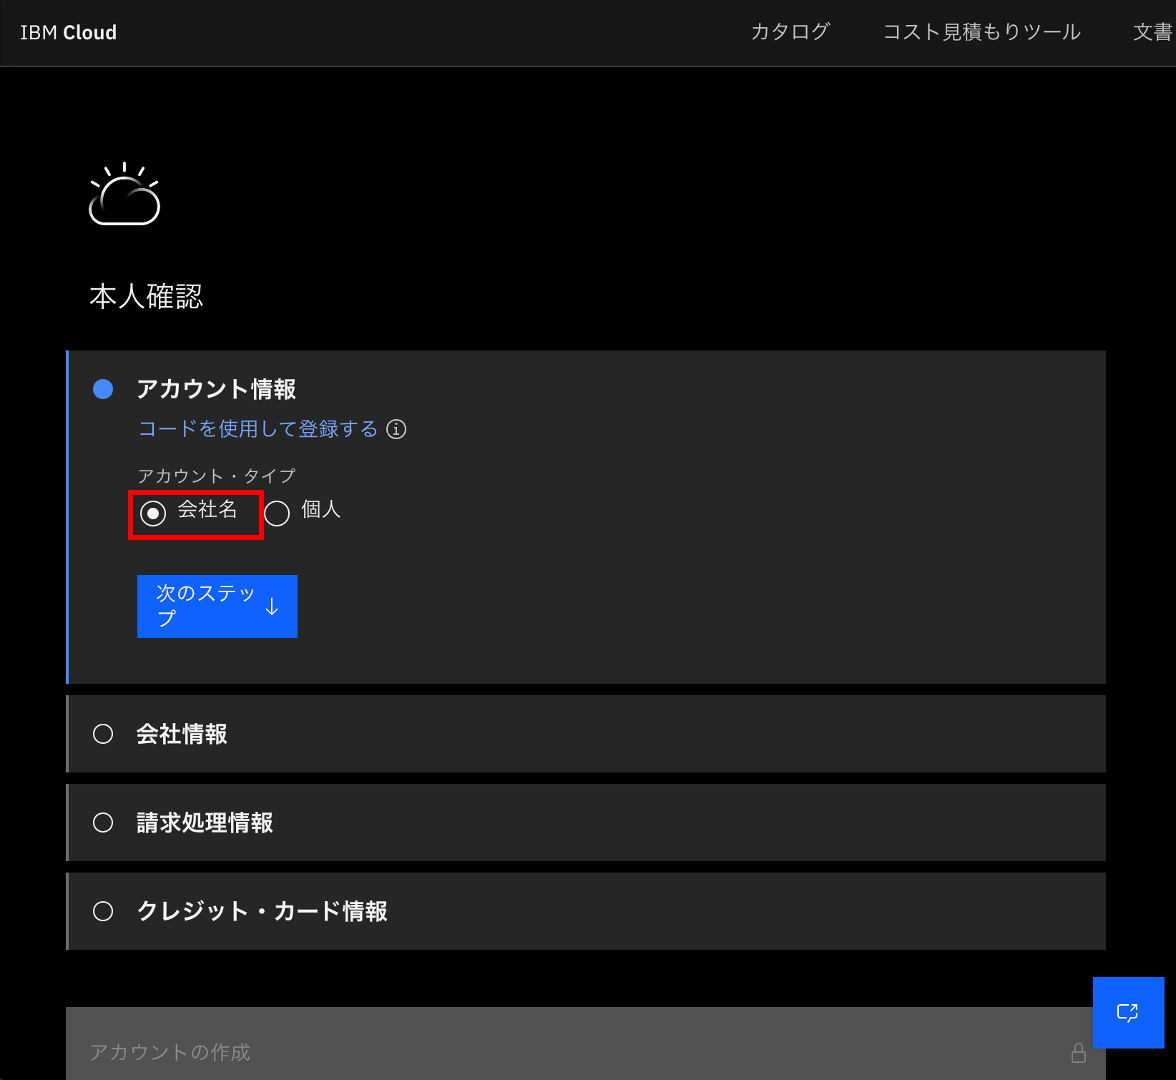 IBM Cloud
カタログ
コスト見積もりツール
文書
本人確認
アカウント情報
コードを使用して登録する
アカウント・タイプ
会社名
個人
次のステッ
プ
会社情報
請求処理情報
クレジット・カード情報
アカウントの作成